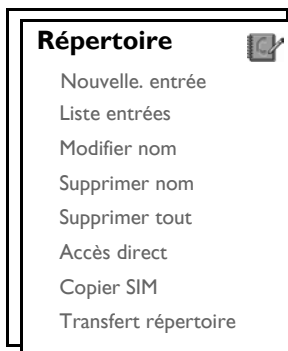 Répertoire
Nouvelle. entrée
Liste entrées
Modifier nom
Supprimer nom
Supprimer tout
Accès direct
Copier SIM
Transfert répertoire